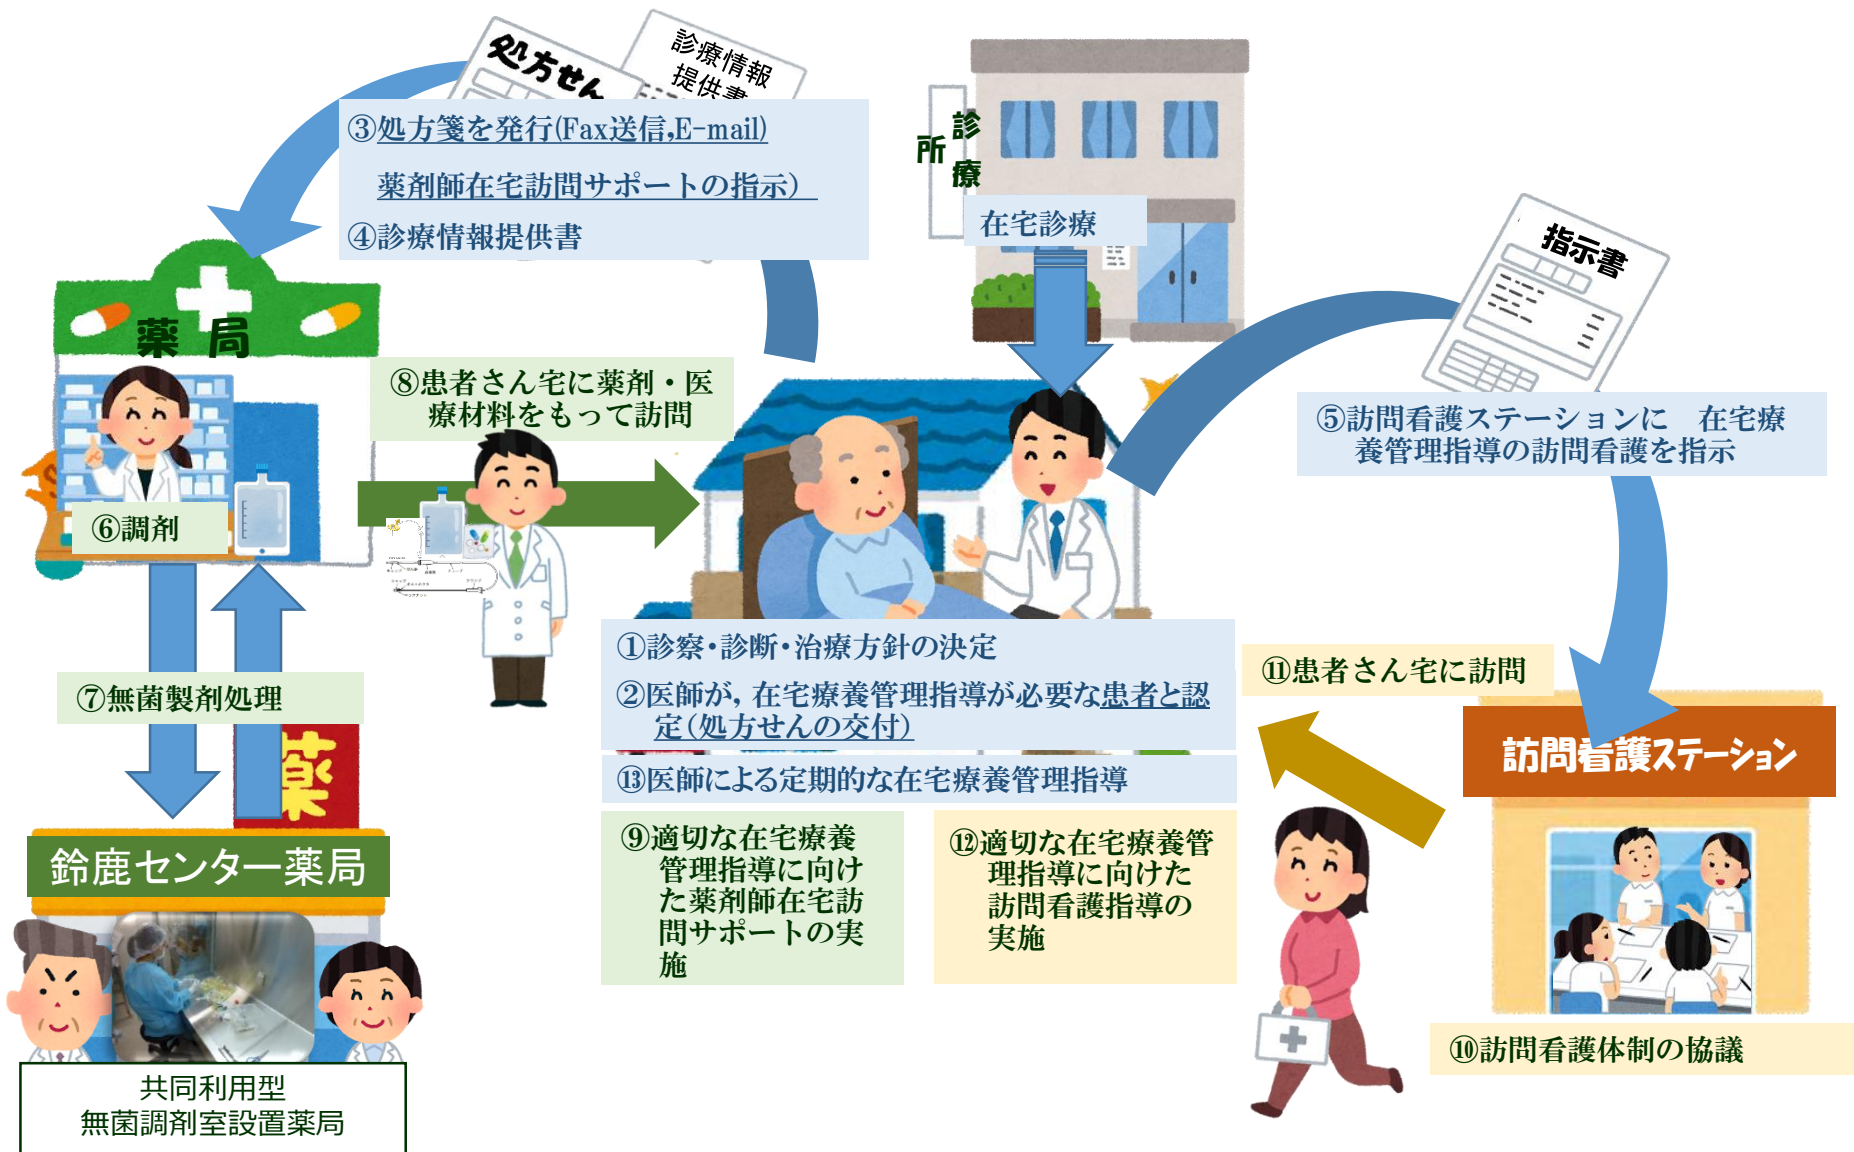 処方せん
診療情報
提供書
③処方箋を発行(Fax送信,E-mail)
薬剤師在宅訪問サポートの指示）
④診療情報提供書
診療所
在宅診療
指示書
薬 局
⑧患者さん宅に薬剤・医
療材料をもって訪問
⑤訪問看護ステーションに　在宅療
養管理指導の訪問看護を指示
⑥調剤
①診察・診断・治療方針の決定
②医師が, 在宅療養管理指導が必要な患者と認
定（処方せんの交付）
⑬医師による定期的な在宅療養管理指導
⑪患者さん宅に訪問
⑦無菌製剤処理
薬
訪問看護ステーション
鈴鹿センター薬局
⑨適切な在宅療養
管理指導に向け
た薬剤師在宅訪
問サポートの実
施
⑫適切な在宅療養管
理指導に向けた
訪問看護指導の
実施
⑩訪問看護体制の協議
共同利用型
無菌調剤室設置薬局